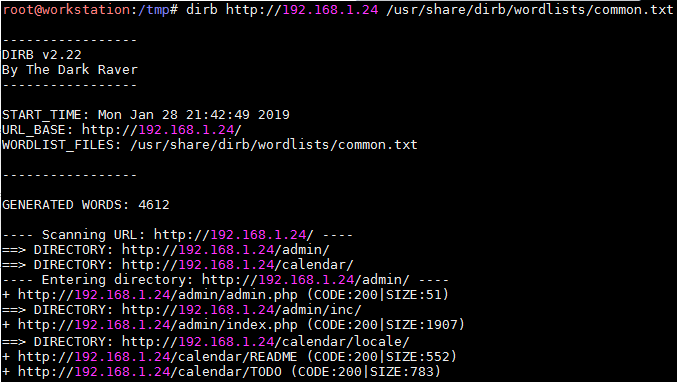 root@workstation:/tmp# dirb http://192.168.1.24 /usr/share/dirb/wordlists/common.txt
-----------------
DIRB v2.22
By The Dark Raver
-----------------
START_TIME: Mon Jan 28 21:42:49 2019
URL_BASE: http://192.168.1.24/
WORDLIST_FILES: /usr/share/dirb/wordlists/common.txt
-----------------
GENERATED WORDS: 4612
---- Scanning URL: http://192.168.1.24/ ----
==> DIRECTORY: http://192.168.1.24/admin/
==> DIRECTORY: http://192.168.1.24/calendar/
---- Entering directory: http://192.168.1.24/admin/ ----
+ http://192.168.1.24/admin/admin.php (CODE:200|SIZE:51)
==> DIRECTORY: http://192.168.1.24/admin/inc/
+ http://192.168.1.24/admin/index.php (CODE:200|SIZE:1907)
==> DIRECTORY: http://192.168.1.24/calendar/locale/
+ http://192.168.1.24/calendar/README (CODE:200|SIZE:552)
+ http://192.168.1.24/calendar/TODO (CODE:200|SIZE:783)